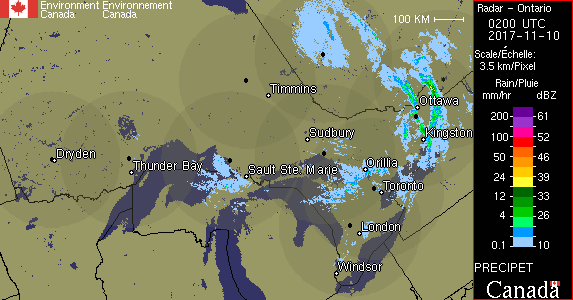 Environment Environnement
Canada Canada
100 KM
Timmins
Ottawa
Sudbury
Kingston
Dryden
Thunder Bay
Sault Ste. Marie
Orillia
Toronto
London
Windsor
Radar - Ontario
0200 UTC
2017-11-10
Scale/Échelle:
3.5 km/Pixel
Rain/Pluie
mm/hr dBZ
200 61
100 52
50 46
24 39
12 33
4 26
0.1 10
PRECIPET
Canada